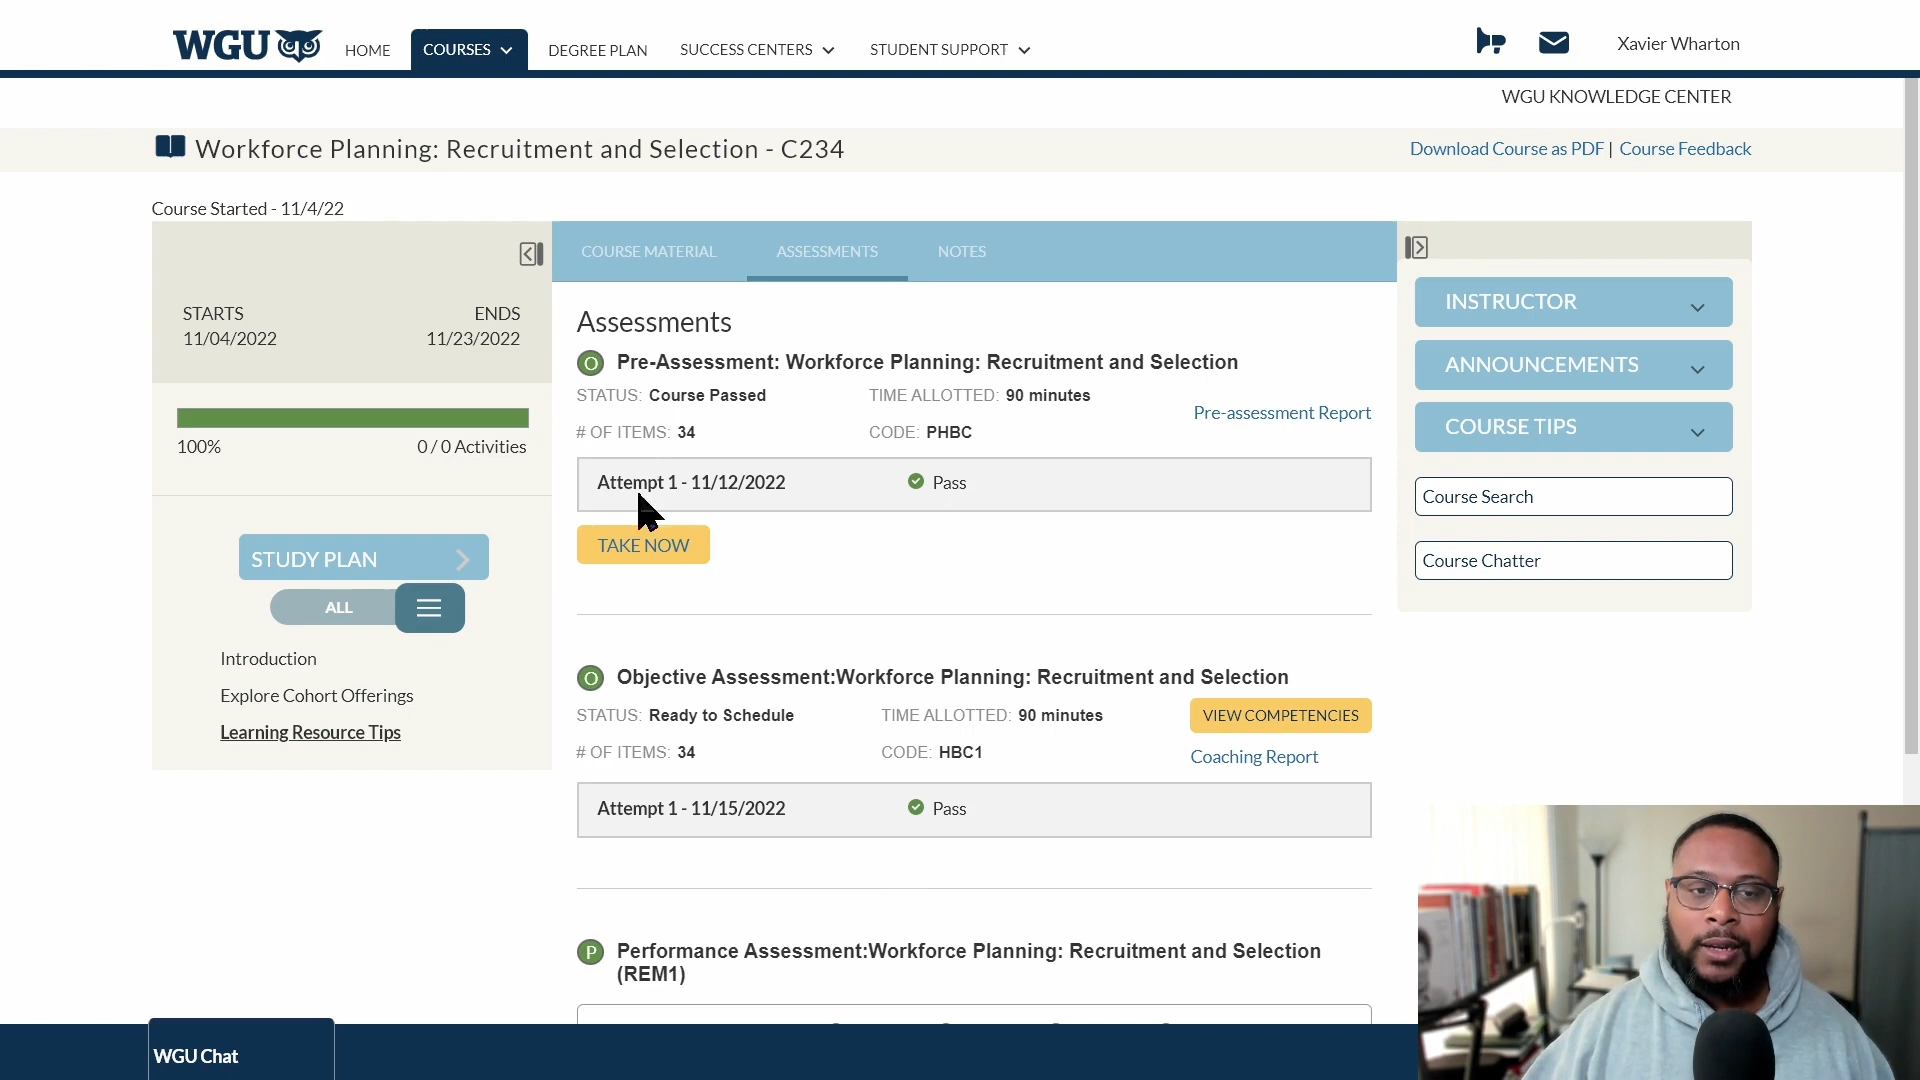 WGU
HOME
COURSES
DEGREE PLAN
SUCCESS CENTERS
STUDENT SUPPORT
Xavier Wharton
WGU KNOWLEDGE CENTER
Workforce Planning: Recruitment and Selection - C234
Download Course as PDF | Course Feedback
Course Started - 11/4/22
STARTS
11/04/2022
ENDS
11/23/2022
100%
0 / 0 Activities
STUDY PLAN
ALL
Introduction
Explore Cohort Offerings
Learning Resource Tips
COURSE MATERIAL
ASSESSMENTS
NOTES
Assessments
O Pre-Assessment: Workforce Planning: Recruitment and Selection
STATUS: Course Passed
TIME ALLOTTED: 90 minutes
Pre-assessment Report
# OF ITEMS: 34
CODE: PHBC
Attempt 1 - 11/12/2022
Pass
TAKE NOW
O Objective Assessment:Workforce Planning: Recruitment and Selection
STATUS: Ready to Schedule
TIME ALLOTTED: 90 minutes
VIEW COMPETENCIES
# OF ITEMS: 34
CODE: HBC1
Coaching Report
Attempt 1 - 11/15/2022
Pass
P Performance Assessment:Workforce Planning: Recruitment and Selection
(REM1)
INSTRUCTOR
ANNOUNCEMENTS
COURSE TIPS
Course Search
Course Chatter
WGU Chat